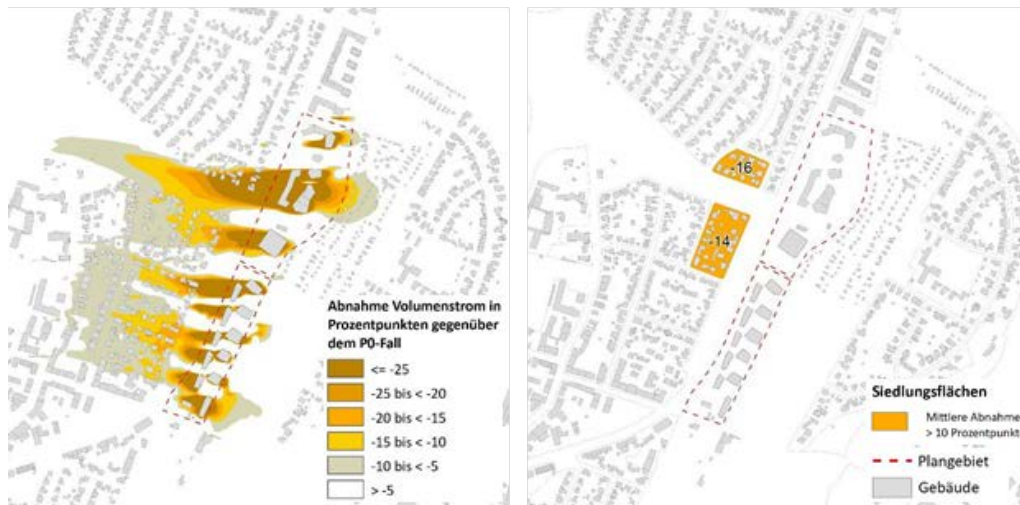 Abnahme Volumenstrom in
Prozentpunkten gegenüber
dem P0-Fall
<= -25
-25 bis < -20
-20 bis < -15
-15 bis < -10
-10 bis < -5
> -5
-16
-14
Siedlungsflächen
Mittlere Abnahme
> 10 Prozentpunkt
Plangebiet
Gebäude